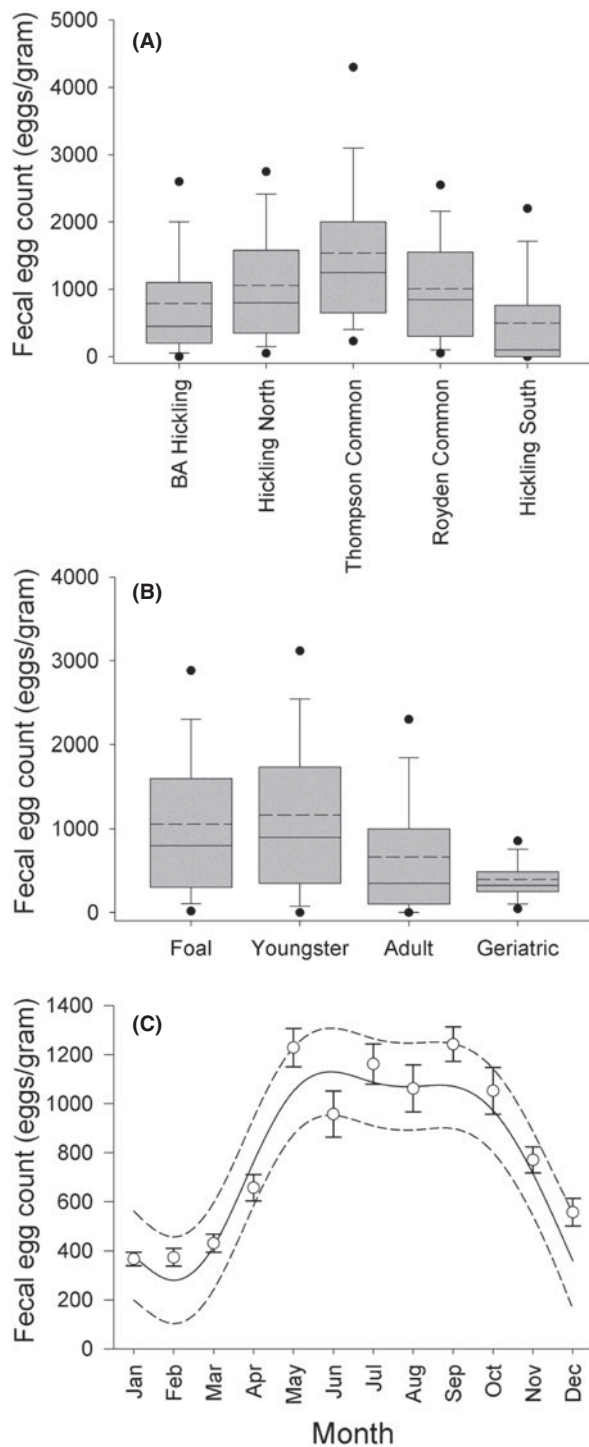 (A)
Fecal egg count (eggs/gram)
5000
4000
3000
2000
1000
0
BA Hickling
Hickling North
Thompson Common
Royden Common
Hickling South
(B)
Fecal egg count (eggs/gram)
4000
3000
2000
1000
0
Foal Youngster Adult Geriatric
(C)
Fecal egg count (eggs/gram)
1400
1200
1000
800
600
400
200
0
Jan
Feb
Mar
Apr
May
Jun
Jul
Aug
Sep
Oct
Nov
Dec
Month